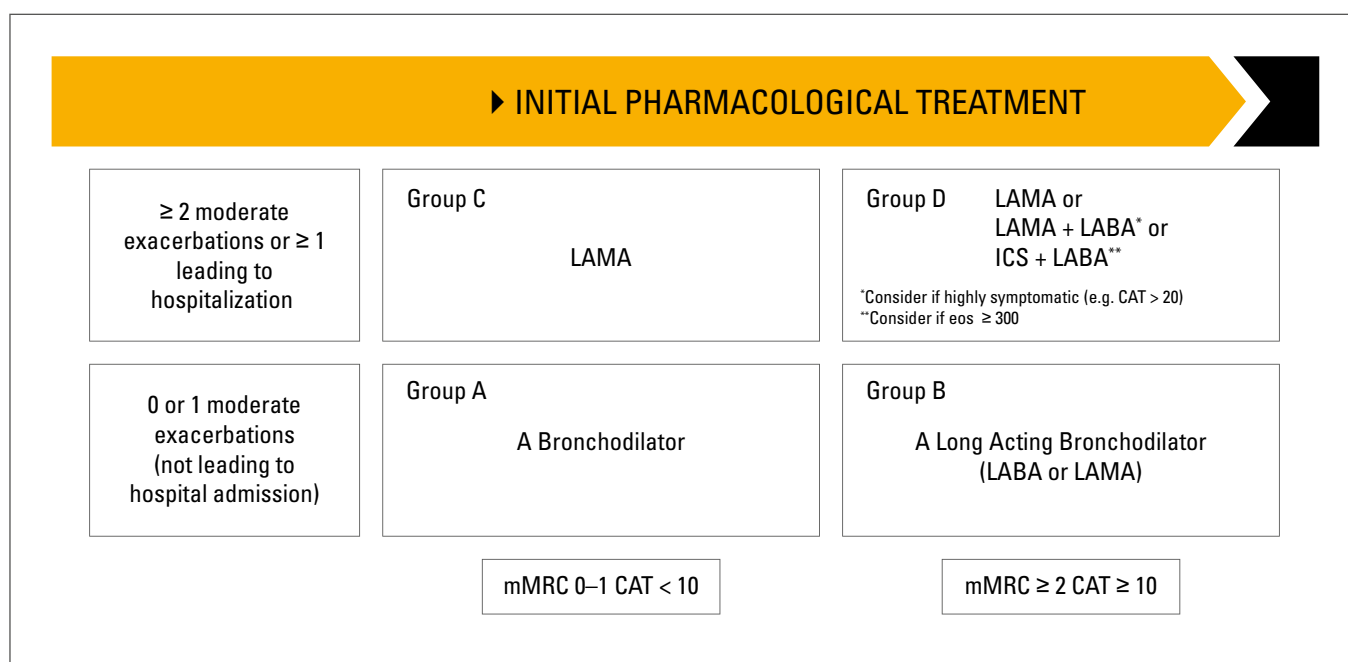 ▶ INITIAL PHARMACOLOGICAL TREATMENT
≥ 2 moderate
exacerbations or ≥ 1
leading to
hospitalization
Group C
LAMA
Group D
LAMA or
LAMA + LABA* or
ICS + LABA**
*Consider if highly symptomatic (e.g. CAT > 20)
**Consider if eos ≥ 300
0 or 1 moderate
exacerbations
(not leading to
hospital admission)
Group A
A Bronchodilator
Group B
A Long Acting Bronchodilator
(LABA or LAMA)
mMRC 0–1 CAT < 10
mMRC ≥ 2 CAT ≥ 10